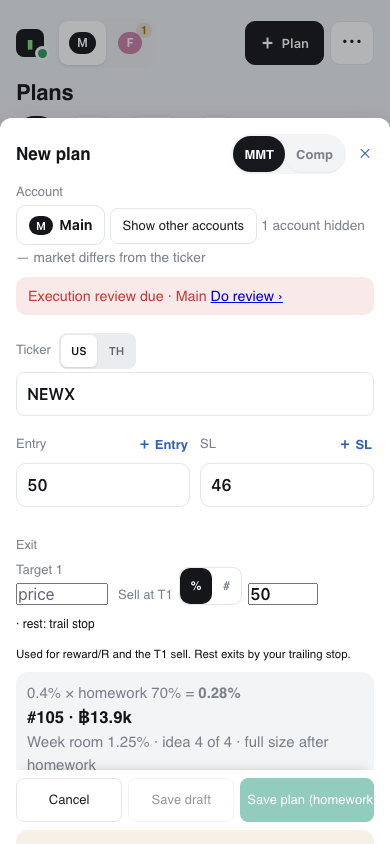 M F 1 + Plan ...
Plans
New plan MMT Comp ×
Account
M Main Show other accounts 1 account hidden
— market differs from the ticker
Execution review due · Main Do review ›
Ticker US TH
NEWX
Entry + Entry SL + SL
50 46
Exit
Target 1
price Sell at T1 % # 50
· rest: trail stop
Used for reward/R and the T1 sell. Rest exits by your trailing stop.
0.4% × homework 70% = 0.28%
#105 · ฿13.9k
Week room 1.25% · idea 4 of 4 · full size after
homework
Cancel Save draft Save plan (homework